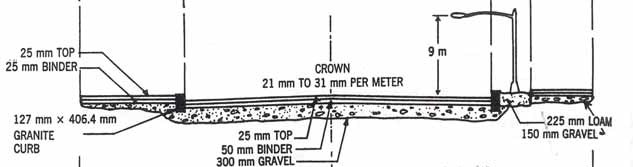 25 mm TOP
25 mm BINDER
127 mm × 406.4 mm
GRANITE
CURB
CROWN
21 mm TO 31 mm PER METER
25 mm TOP
50 mm BINDER
300 mm GRAVEL
9 m
225 mm LOAM
150 mm GRAVEL